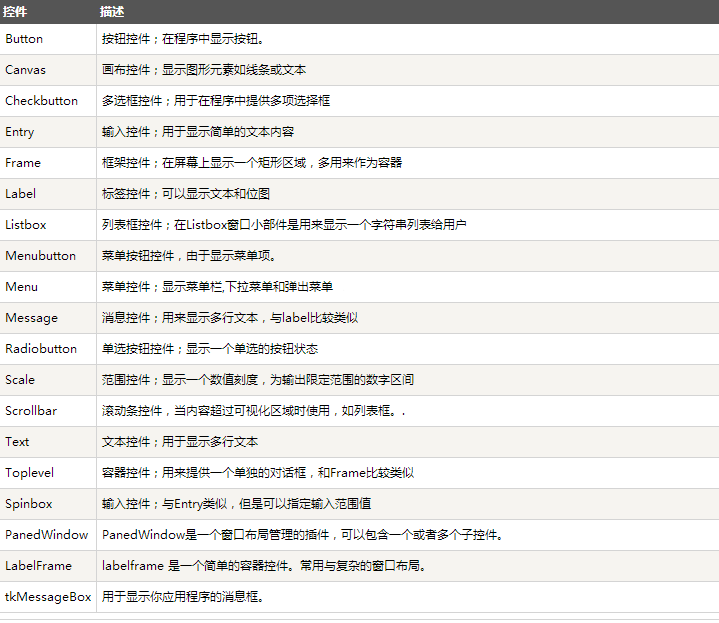 控件 描述
Button 按钮控件；在程序中显示按钮。
Canvas 画布控件；显示图形元素如线条或文本
Checkbutton 多选框控件；用于在程序中提供多项选择框
Entry 输入控件；用于显示简单的文本内容
Frame 框架控件；在屏幕上显示一个矩形区域，多用来作为容器
Label 标签控件；可以显示文本和位图
Listbox 列表框控件；在Listbox窗口小部件是用来显示一个字符串列表给用户
Menubutton 菜单按钮控件，由于显示菜单项。
Menu 菜单控件；显示菜单栏,下拉菜单和弹出菜单
Message 消息控件；用来显示多行文本，与label比较类似
Radiobutton 单选按钮控件；显示一个单选的按钮状态
Scale 范围控件；显示一个数值刻度，为输出限定范围的数字区间
Scrollbar 滚动条控件，当内容超过可视化区域时使用，如列表框。.
Text 文本控件；用于显示多行文本
Toplevel 容器控件；用来提供一个单独的对话框，和Frame比较类似
Spinbox 输入控件；与Entry类似，但是可以指定输入范围值
PanedWindow PanedWindow是一个窗口布局管理的插件，可以包含一个或者多个子控件。
LabelFrame labelframe 是一个简单的容器控件。常用与复杂的窗口布局。
tkMessageBox 用于显示你应用程序的消息框。